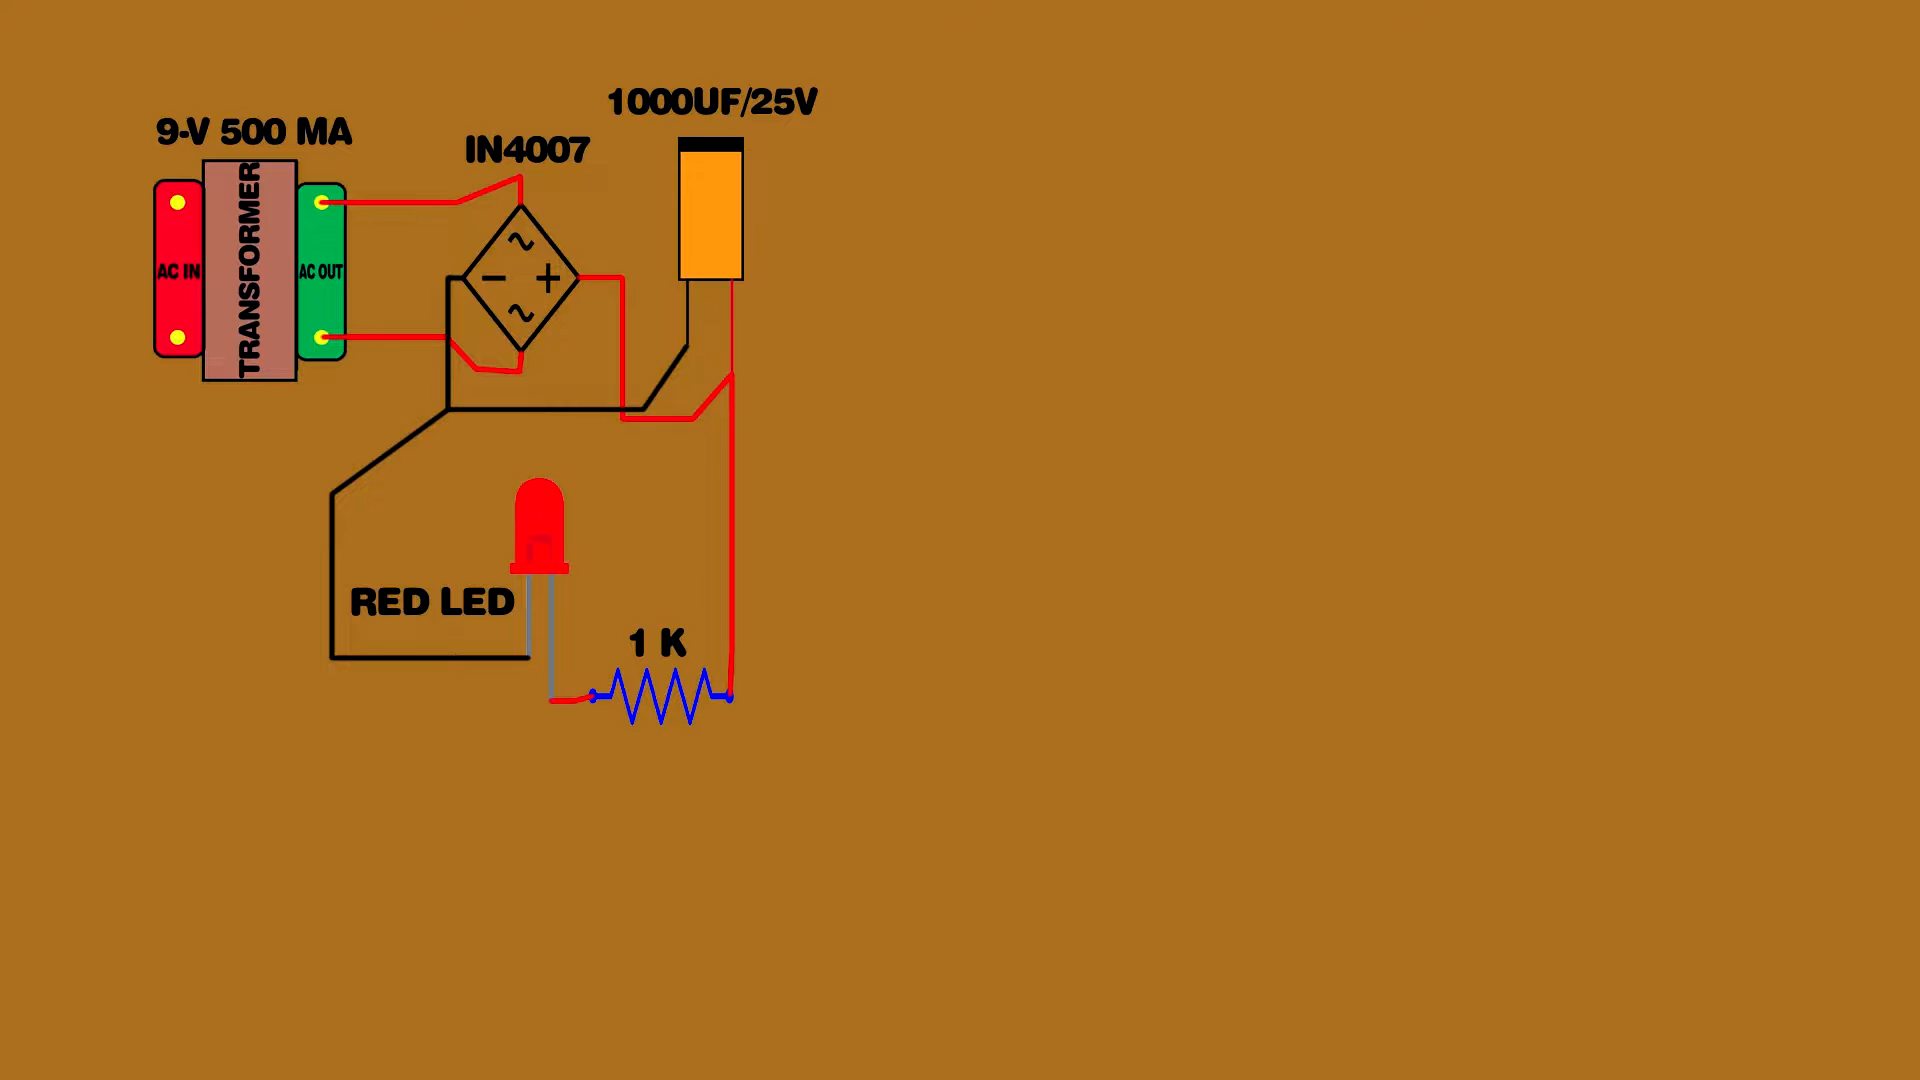 1000UF/25V
9-V 500 MA
IN4007
TRANSFORMER
AC IN
AC OUT
RED LED
1 K